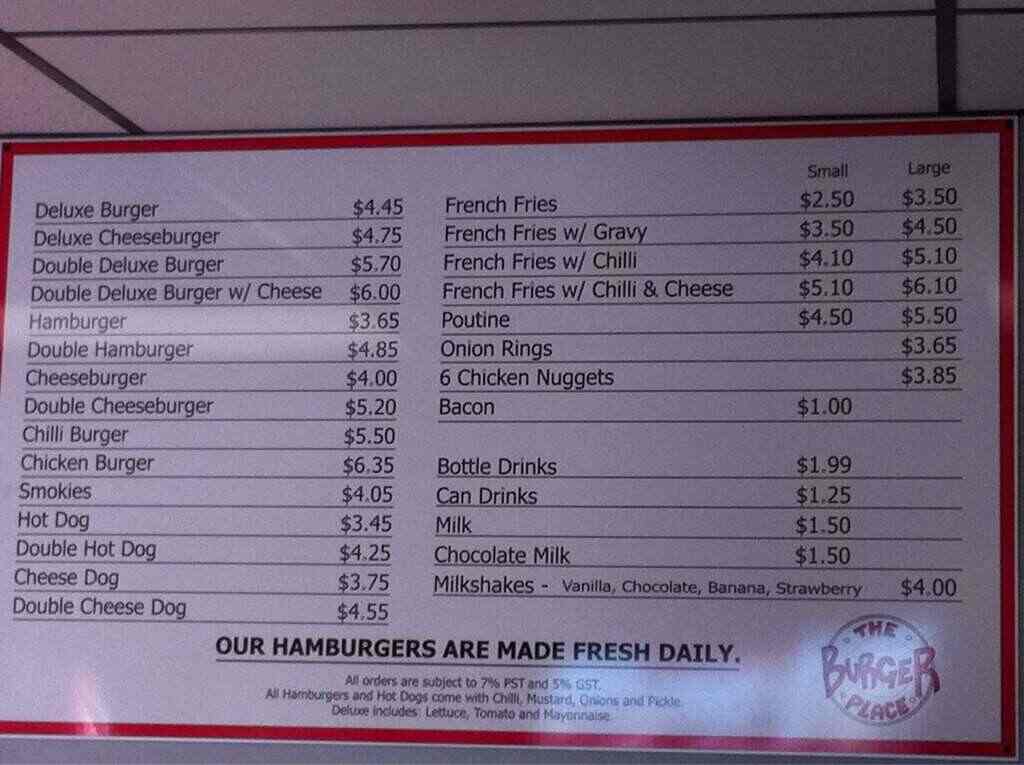 Deluxe Burger $4.45
Deluxe Cheeseburger $4.75
Double Deluxe Burger $5.70
Double Deluxe Burger w/ Cheese $6.00
Hamburger $3.65
Double Hamburger $4.85
Cheeseburger $4.00
Double Cheeseburger $5.20
Chilli Burger $5.50
Chicken Burger $6.35
Smokies $4.05
Hot Dog $3.45
Double Hot Dog $4.25
Cheese Dog $3.75
Double Cheese Dog $4.55
Small Large
French Fries $2.50 $3.50
French Fries w/ Gravy $3.50 $4.50
French Fries w/ Chilli $4.10 $5.10
French Fries w/ Chilli & Cheese $5.10 $6.10
Poutine $4.50 $5.50
Onion Rings $3.65
6 Chicken Nuggets $3.85
Bacon $1.00
Bottle Drinks $1.99
Can Drinks $1.25
Milk $1.50
Chocolate Milk $1.50
Milkshakes - Vanilla, Chocolate, Banana, Strawberry $4.00
OUR HAMBURGERS ARE MADE FRESH DAILY.
All orders are subject to 7% PST and 5% GST.
All Hamburgers and Hot Dogs come with Chilli, Mustard, Onions and Pickle.
Deluxe includes: Lettuce, Tomato and Mayonnaise
THE
BURGER
PLACE